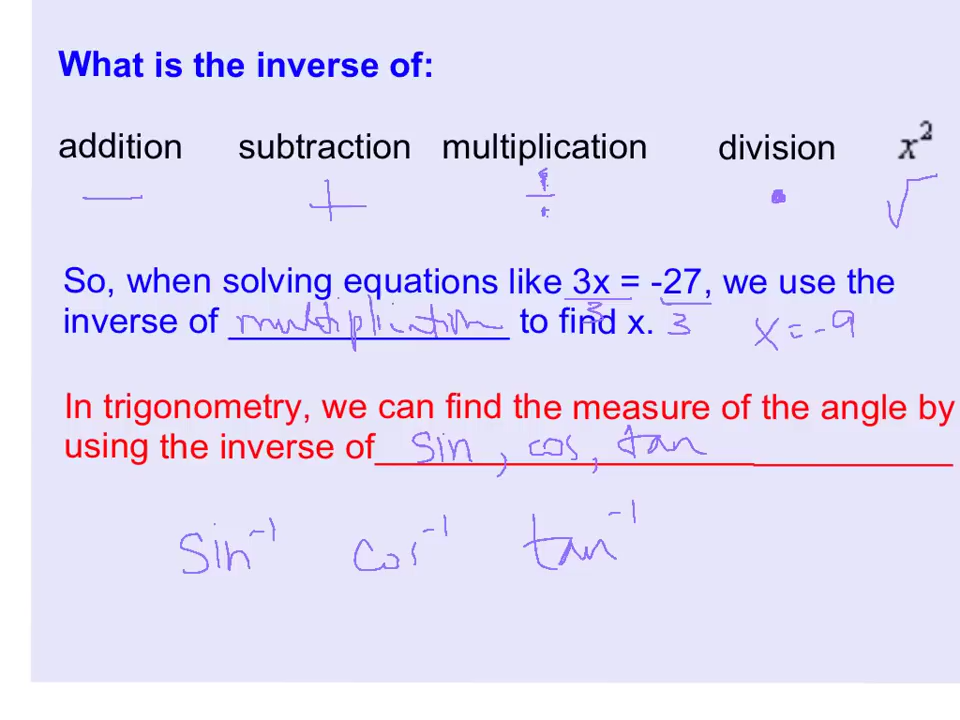 What is the inverse of:
addition subtraction multiplication division x²
— + ÷ · √
So, when solving equations like 3x = -27, we use the
3 3
inverse of multiplication to find x. x = -9
In trigonometry, we can find the measure of the angle by
using the inverse of sin, cos, tan
sin⁻¹ cos⁻¹ tan⁻¹